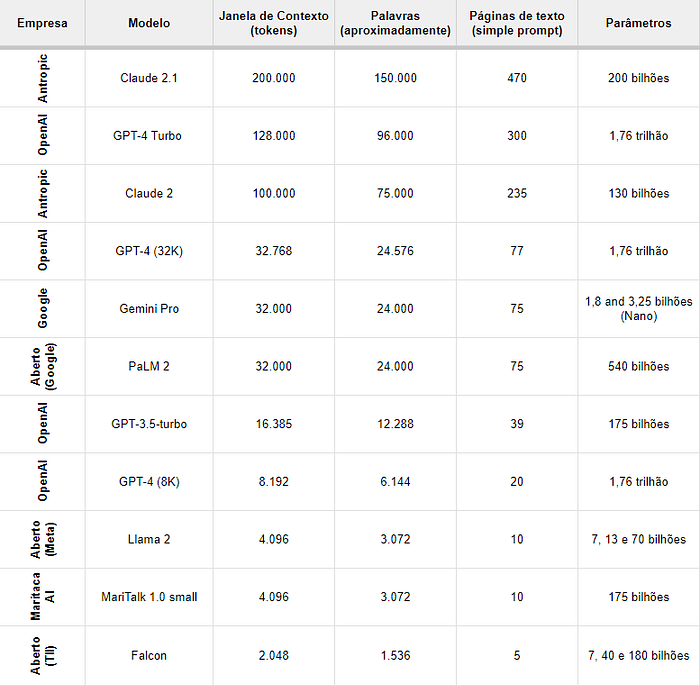 Empresa Modelo Janela de Contexto (tokens) Palavras (aproximadamente) Páginas de texto (simple prompt) Parâmetros
Antropic Claude 2.1 200.000 150.000 470 200 bilhões
OpenAI GPT-4 Turbo 128.000 96.000 300 1,76 trilhão
Antropic Claude 2 100.000 75.000 235 130 bilhões
OpenAI GPT-4 (32K) 32.768 24.576 77 1,76 trilhão
Google Gemini Pro 32.000 24.000 75 1,8 and 3,25 bilhões (Nano)
Aberto (Google) PaLM 2 32.000 24.000 75 540 bilhões
OpenAI GPT-3.5-turbo 16.385 12.288 39 175 bilhões
OpenAI GPT-4 (8K) 8.192 6.144 20 1,76 trilhão
Aberto (Meta) Llama 2 4.096 3.072 10 7, 13 e 70 bilhões
Maritaca AI MariTalk 1.0 small 4.096 3.072 10 175 bilhões
Aberto (TII) Falcon 2.048 1.536 5 7, 40 e 180 bilhões